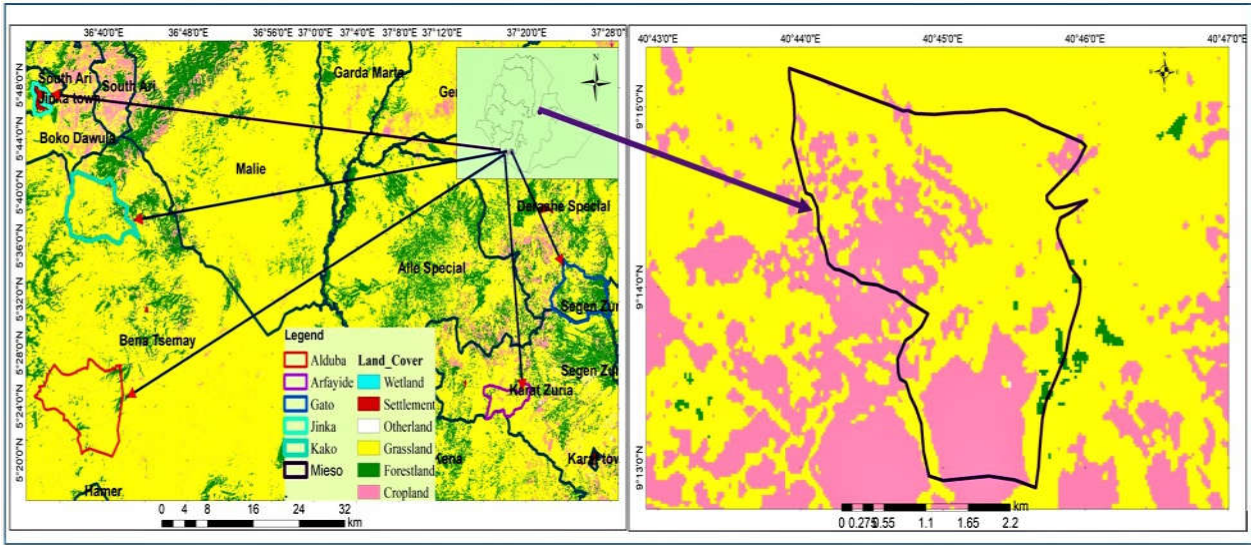 36°40'0"E 36°48'0"E 36°56'0"E 37°0'0"E 37°4'0"E 37°8'0"E 37°12'0"E 37°20'0"E 37°28'0"E
5°48'0"N
5°44'0"N
5°40'0"N
5°36'0"N
5°32'0"N
5°28'0"N
5°24'0"N
5°20'0"N
South Ari
South Ari
Jinka town
Boko Dawula
Garda Marta
N
Malie
Derashe Special
Alle Special
Segen Zur
Bena Tsemay
Segen Zur
Karat Zuria
Karat tow
Hamer
Legend
Alduba
Arfayide
Gato
Jinka
Kako
Mieso
Land_Cover
Wetland
Settlement
Otherland
Grassland
Forestland
Cropland
0 4 8 16 24 32
km
40°43'0"E 40°44'0"E 40°45'0"E 40°46'0"E 40°47'0"E
9°15'0"N
9°14'0"N
9°13'0"N
km
0 0.275 0.55 1.1 1.65 2.2